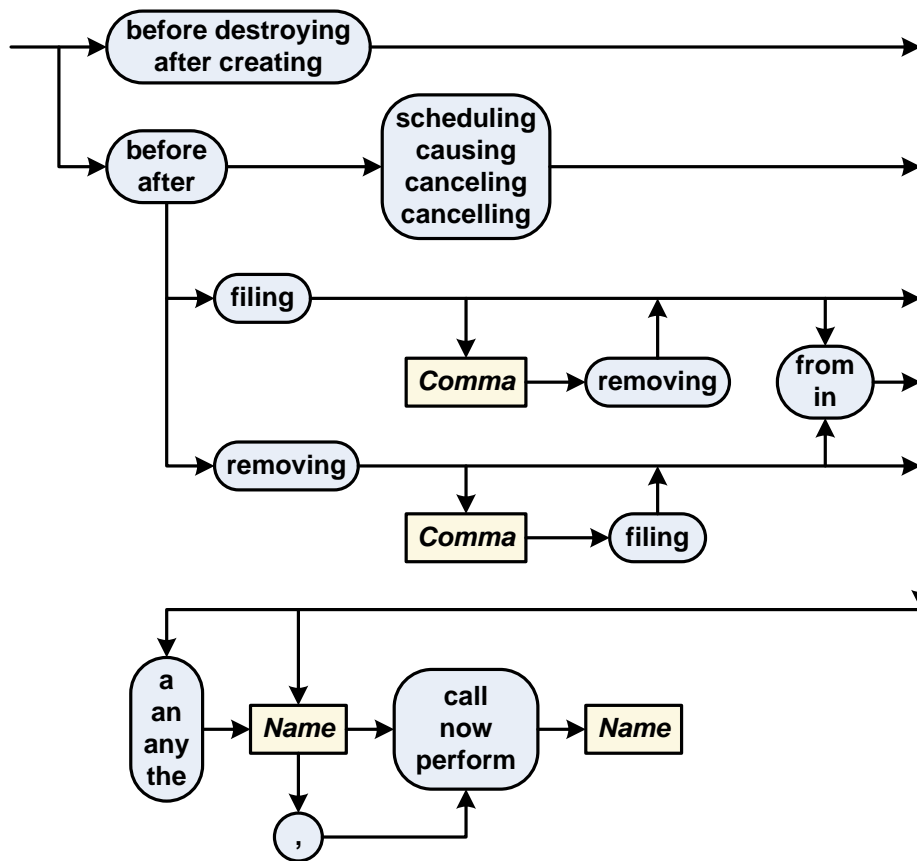 before destroying
after creating
before
after
scheduling
causing
canceling
cancelling
filing
Comma
removing
from
in
removing
Comma
filing
a
an
any
the
Name
call
now
perform
Name
,